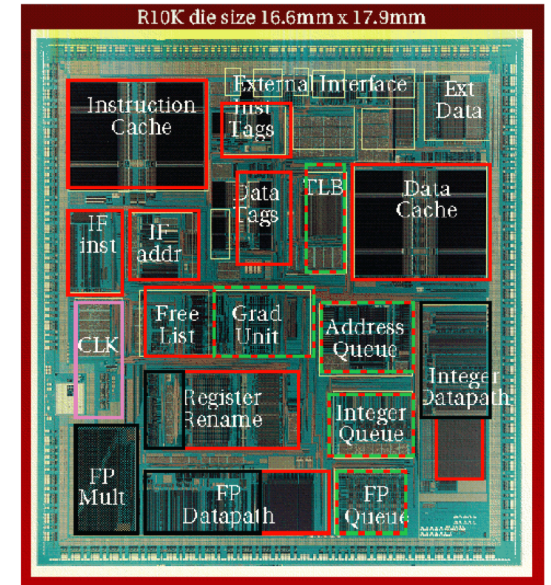 R10K die size 16.6mm x 17.9mm
External Interface
Instruction
Cache
Inst
Tags
Ext
Data
Data
Tags
TLB
Data
Cache
IF
inst
IF
addr
Free
List
Grad
Unit
CLK
Address
Queue
Integer
Datapath
Register
Rename
Integer
Queue
FP
Mult
FP
Datapath
FP
Queue